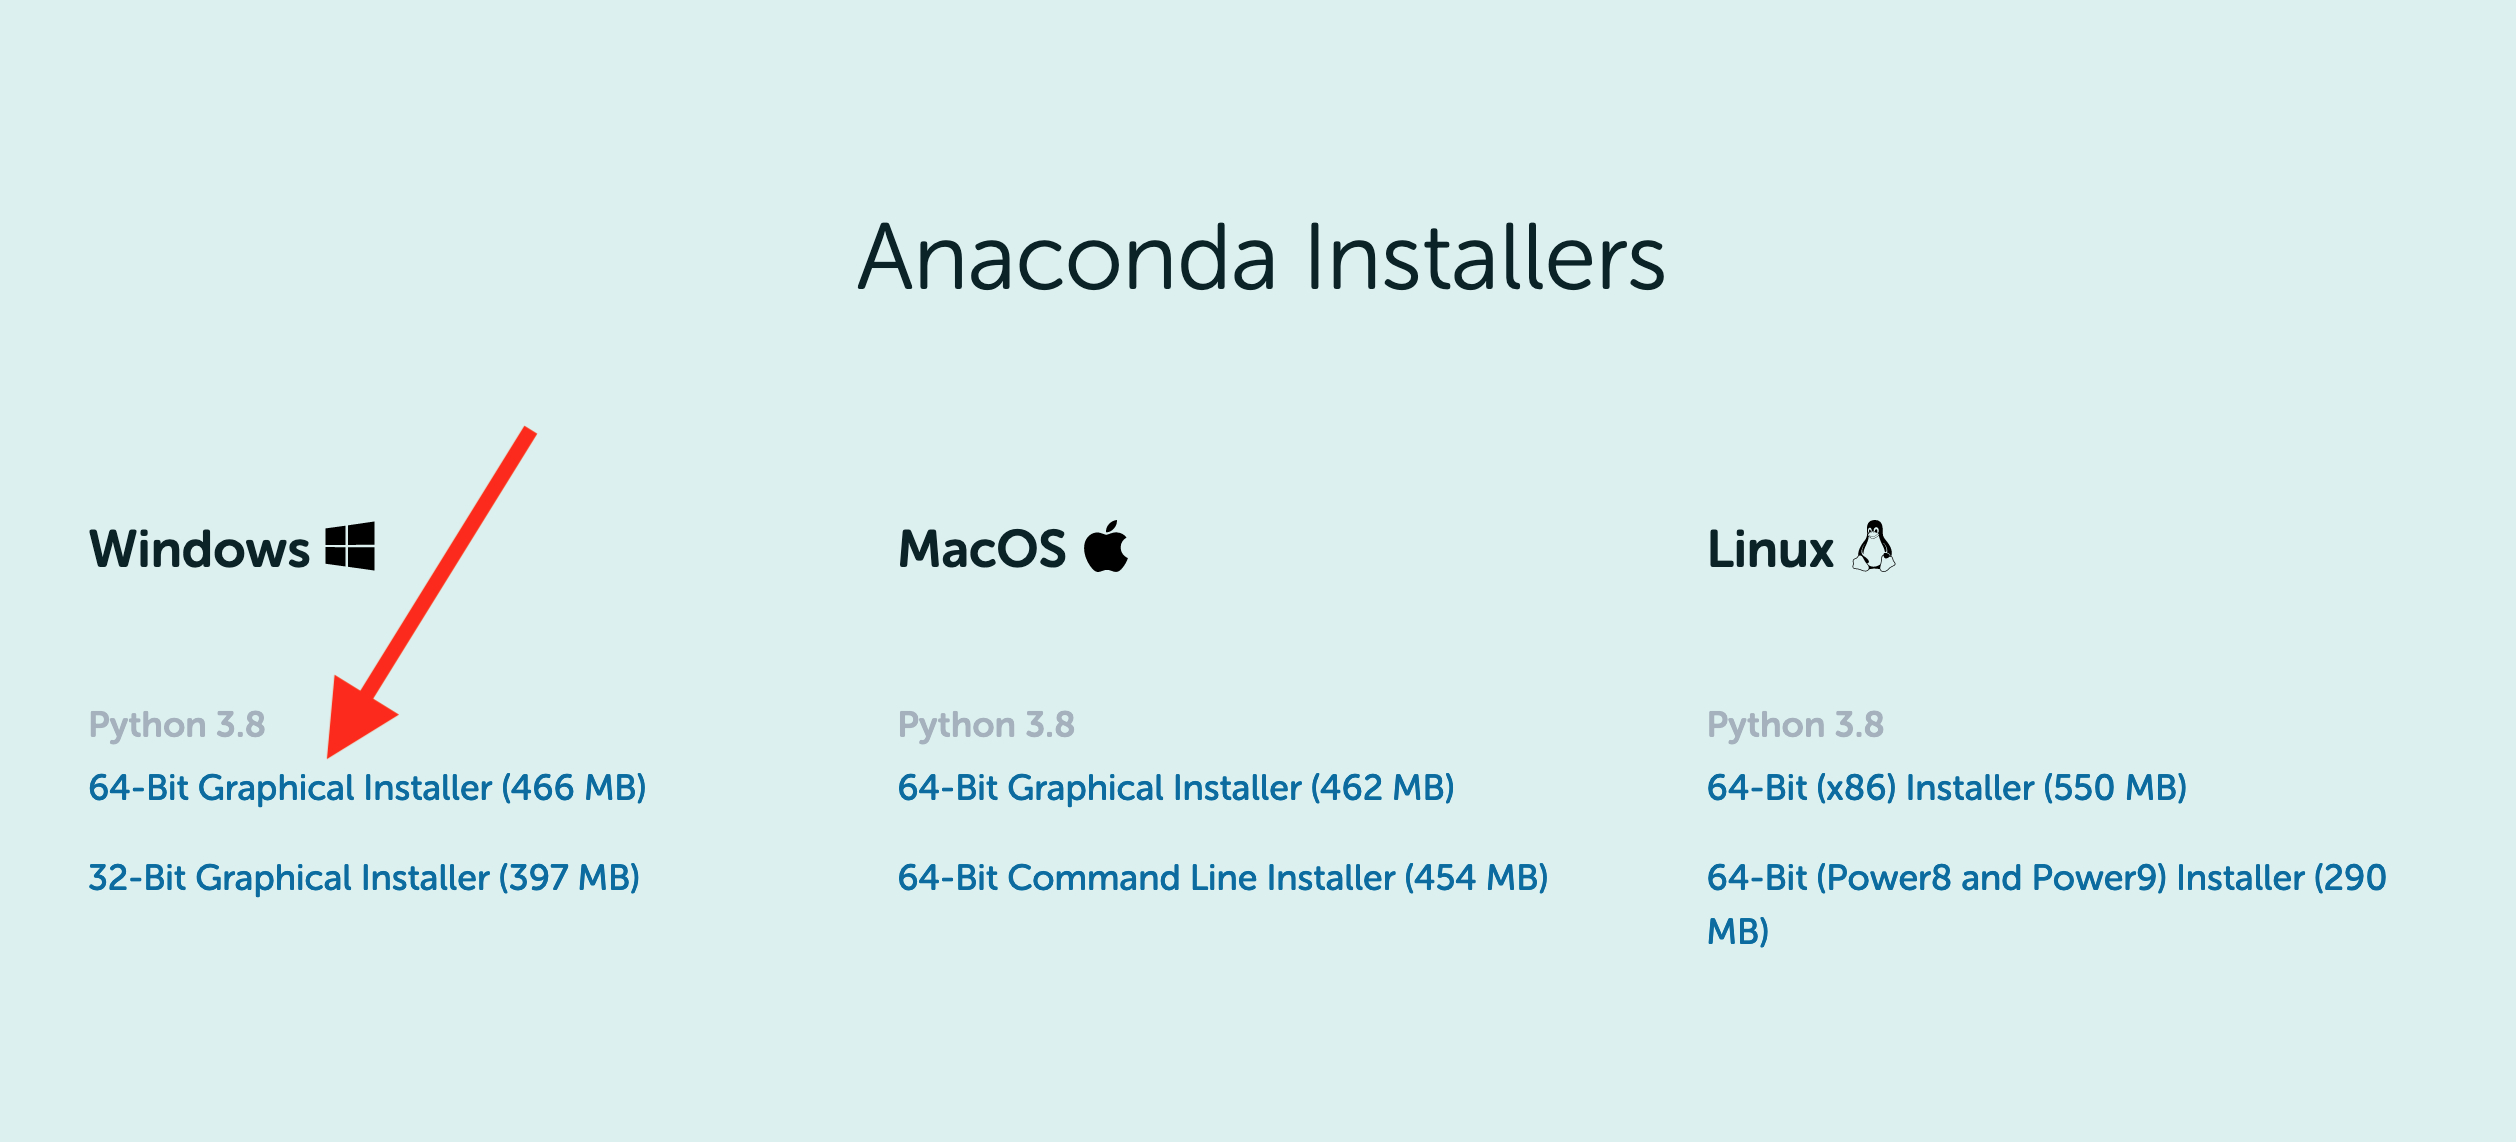 Anaconda Installers
Windows
Python 3.8
64-Bit Graphical Installer (466 MB)
32-Bit Graphical Installer (397 MB)
MacOS
Python 3.8
64-Bit Graphical Installer (462 MB)
64-Bit Command Line Installer (454 MB)
Linux
Python 3.8
64-Bit (x86) Installer (550 MB)
64-Bit (Power8 and Power9) Installer (290
MB)